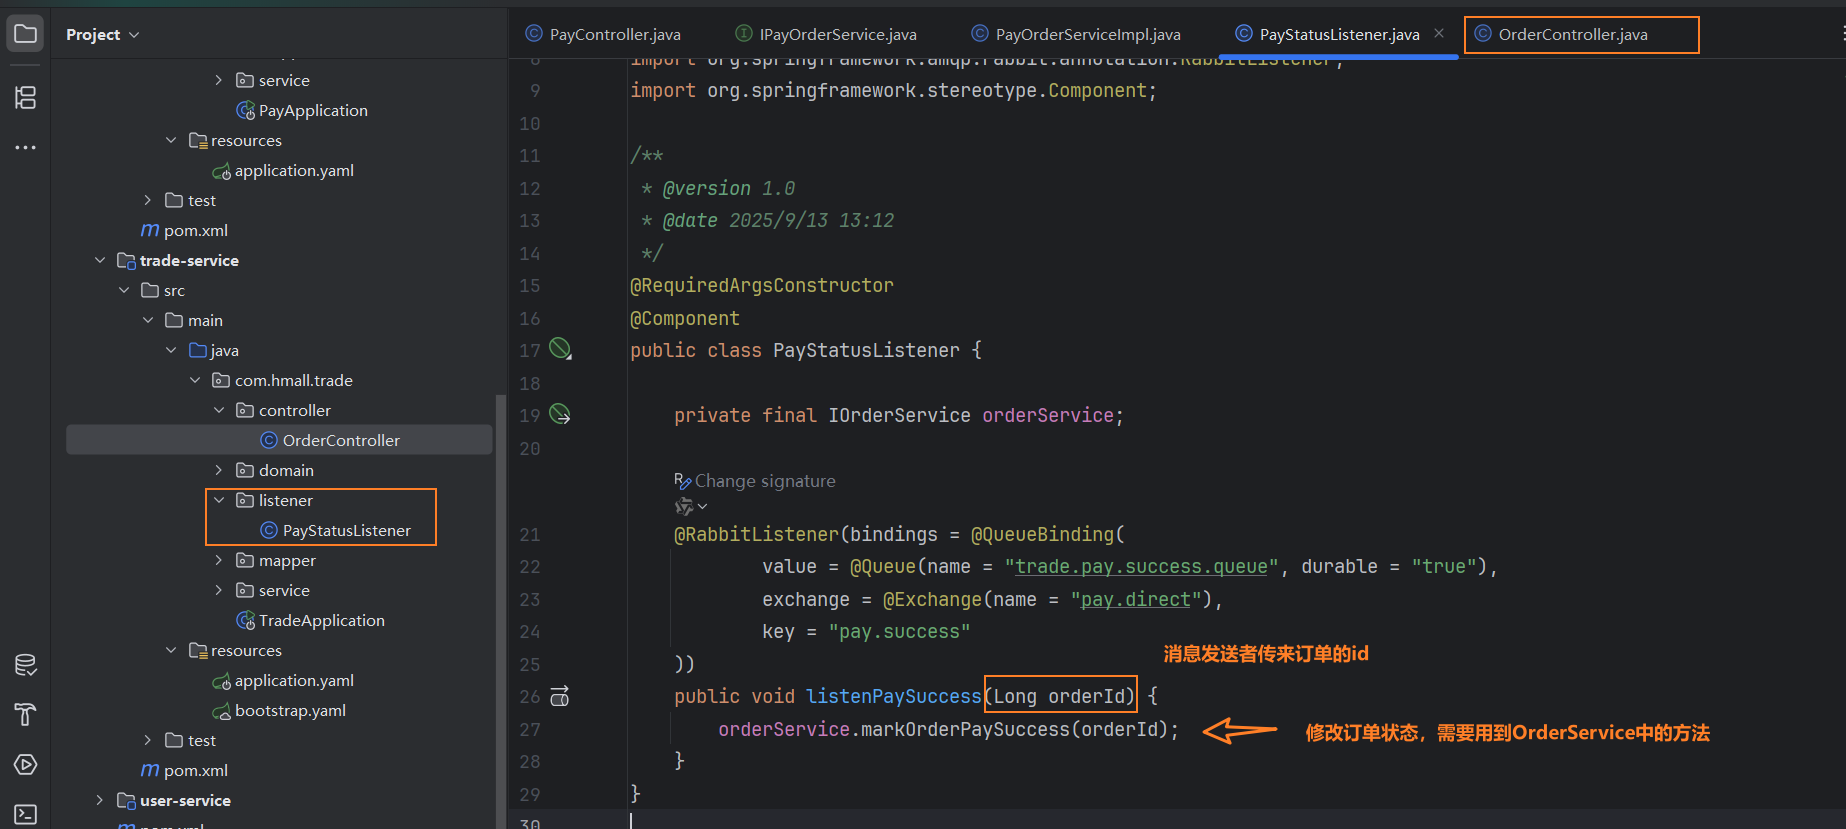 Project
service
PayApplication
resources
application.yaml
test
pom.xml
trade-service
src
main
java
com.hmall.trade
controller
OrderController
domain
listener
PayStatusListener
mapper
service
TradeApplication
resources
application.yaml
bootstrap.yaml
test
pom.xml
user-service
pom.xml
PayController.java
IPayOrderService.java
PayOrderServiceImpl.java
PayStatusListener.java
OrderController.java
8 import org.springframework.amqp.rabbit.annotation.RabbitListener;
9 import org.springframework.stereotype.Component;
10
11 /**
12 * @version 1.0
13 * @date 2025/9/13 13:12
14 */
15 @RequiredArgsConstructor
16 @Component
17 public class PayStatusListener {
18
19 private final IOrderService orderService;
20
Change signature
21 @RabbitListener(bindings = @QueueBinding(
22 value = @Queue(name = "trade.pay.success.queue", durable = "true"),
23 exchange = @Exchange(name = "pay.direct"),
24 key = "pay.success"
25 ))
消息发送者传来订单的id
26 public void listenPaySuccess(Long orderId) {
27 orderService.markOrderPaySuccess(orderId);
修改订单状态，需要用到OrderService中的方法
28 }
29 }
30